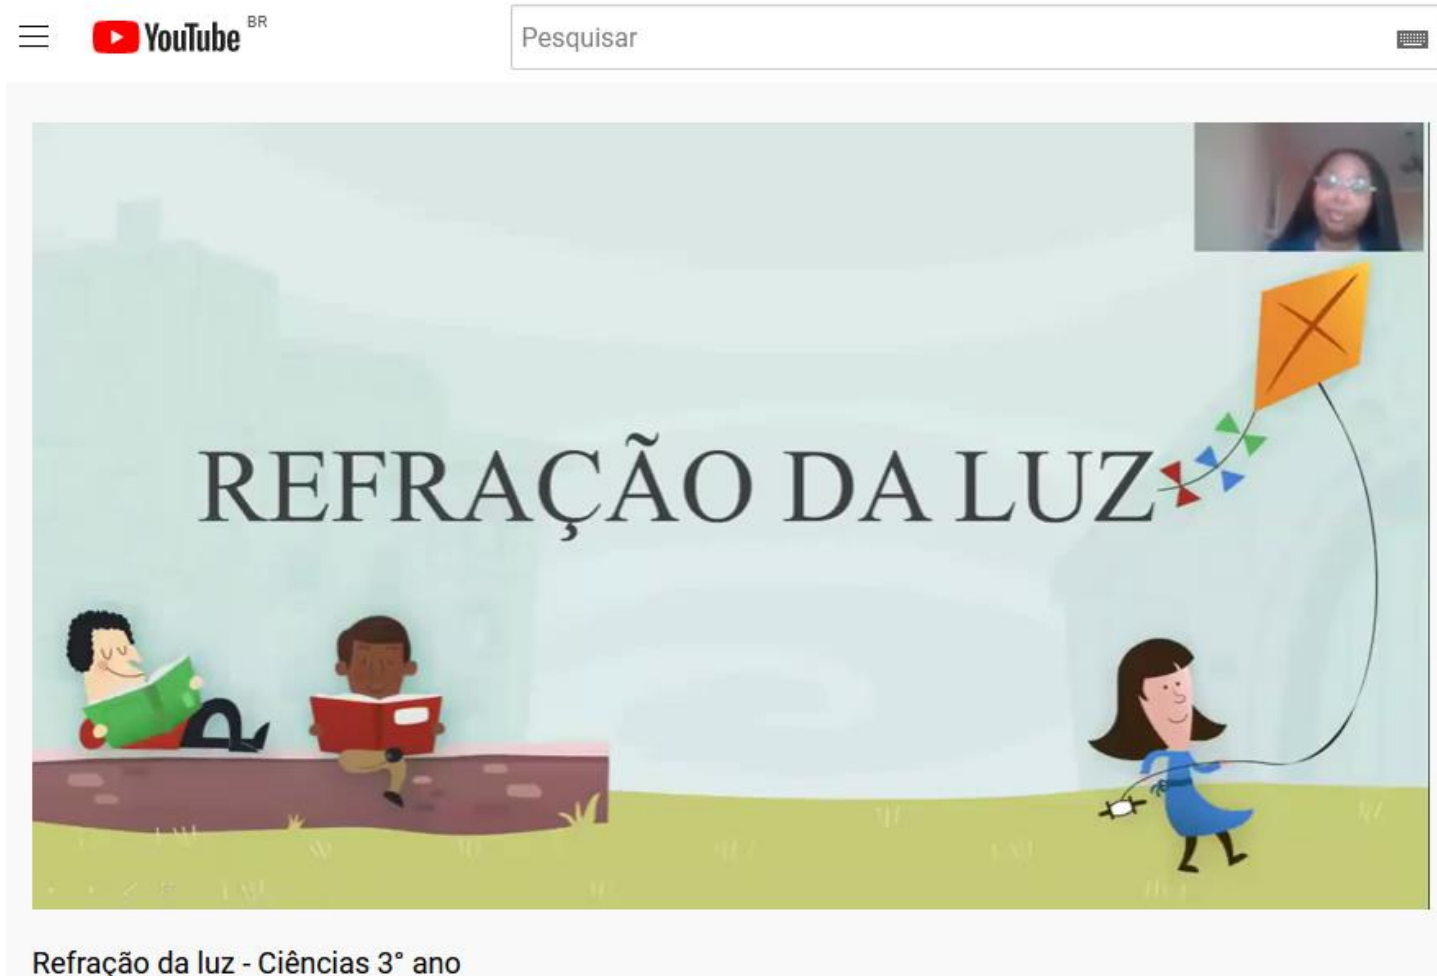 YouTube BR
Pesquisar
REFRAÇÃO DA LUZ
Refração da luz - Ciências 3° ano